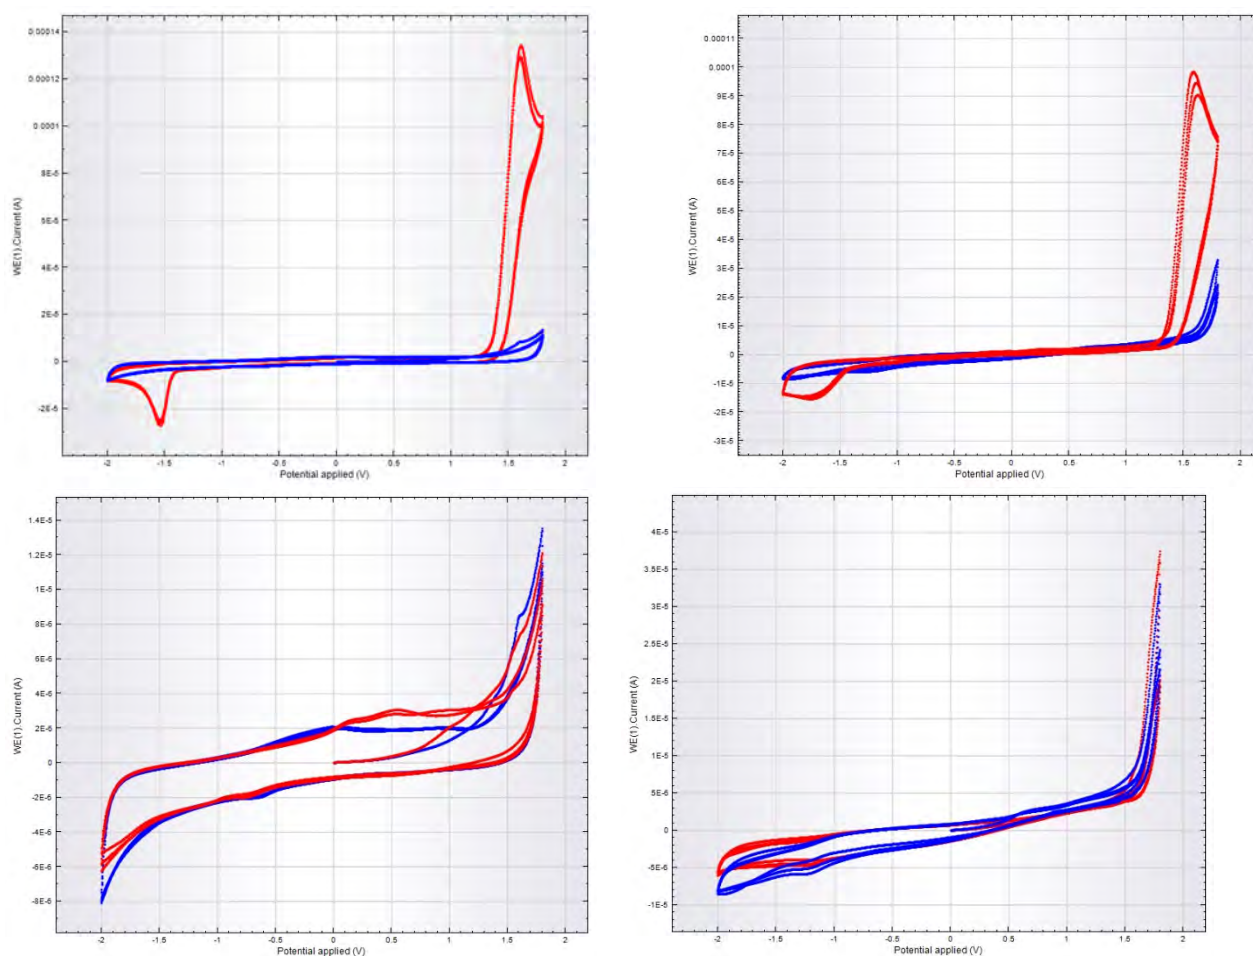 0.00014
0.00012
0.0001
8E-5
6E-5
4E-5
2E-5
0
-2E-5
WE(1).Current (A)
-2 -1.5 -1 -0.5 0 0.5 1 1.5 2
Potential applied (V)
0.00011
0.0001
9E-5
8E-5
7E-5
6E-5
5E-5
4E-5
3E-5
2E-5
1E-5
0
-1E-5
-2E-5
-3E-5
WE(1).Current (A)
-2 -1.5 -1 -0.5 0 0.5 1 1.5 2
Potential applied (V)
1.4E-5
1.2E-5
1E-5
8E-6
6E-6
4E-6
2E-6
0
-2E-6
-4E-6
-6E-6
-8E-6
WE(1).Current (A)
-2 -1.5 -1 -0.5 0 0.5 1 1.5 2
Potential applied (V)
4E-5
3.5E-5
3E-5
2.5E-5
2E-5
1.5E-5
1E-5
5E-6
0
-5E-6
-1E-5
WE(1).Current (A)
-2 -1.5 -1 -0.5 0 0.5 1 1.5 2
Potential applied (V)